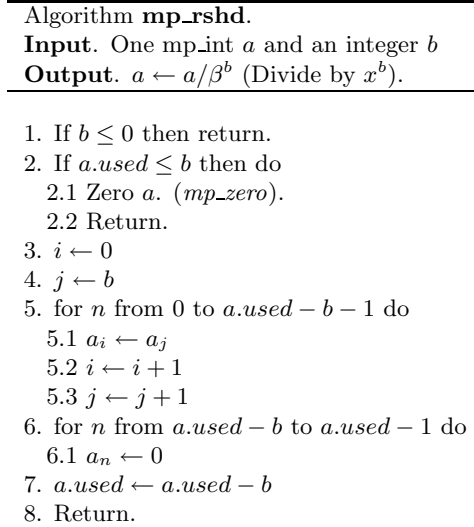 Algorithm mp_rshd.
Input. One mp_int a and an integer b
Output. a ← a/β^b (Divide by x^b).
1. If b ≤ 0 then return.
2. If a.used ≤ b then do
2.1 Zero a. (mp_zero).
2.2 Return.
3. i ← 0
4. j ← b
5. for n from 0 to a.used − b − 1 do
5.1 a_i ← a_j
5.2 i ← i + 1
5.3 j ← j + 1
6. for n from a.used − b to a.used − 1 do
6.1 a_n ← 0
7. a.used ← a.used − b
8. Return.